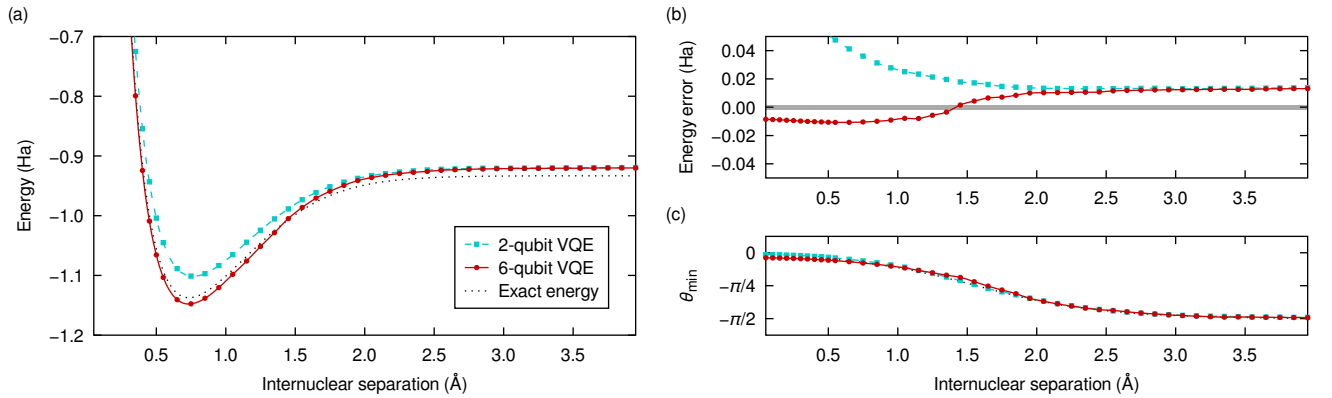 (a)
−0.7
−0.8
−0.9
−1.0
−1.1
−1.2
Energy (Ha)
2-qubit VQE
6-qubit VQE
Exact energy
0.5 1.0 1.5 2.0 2.5 3.0 3.5
Internuclear separation (Å)
(b)
0.04
0.02
0.00
−0.02
−0.04
Energy error (Ha)
0.5 1.0 1.5 2.0 2.5 3.0 3.5
(c)
0
−π/4
−π/2
θmin
0.5 1.0 1.5 2.0 2.5 3.0 3.5
Internuclear separation (Å)